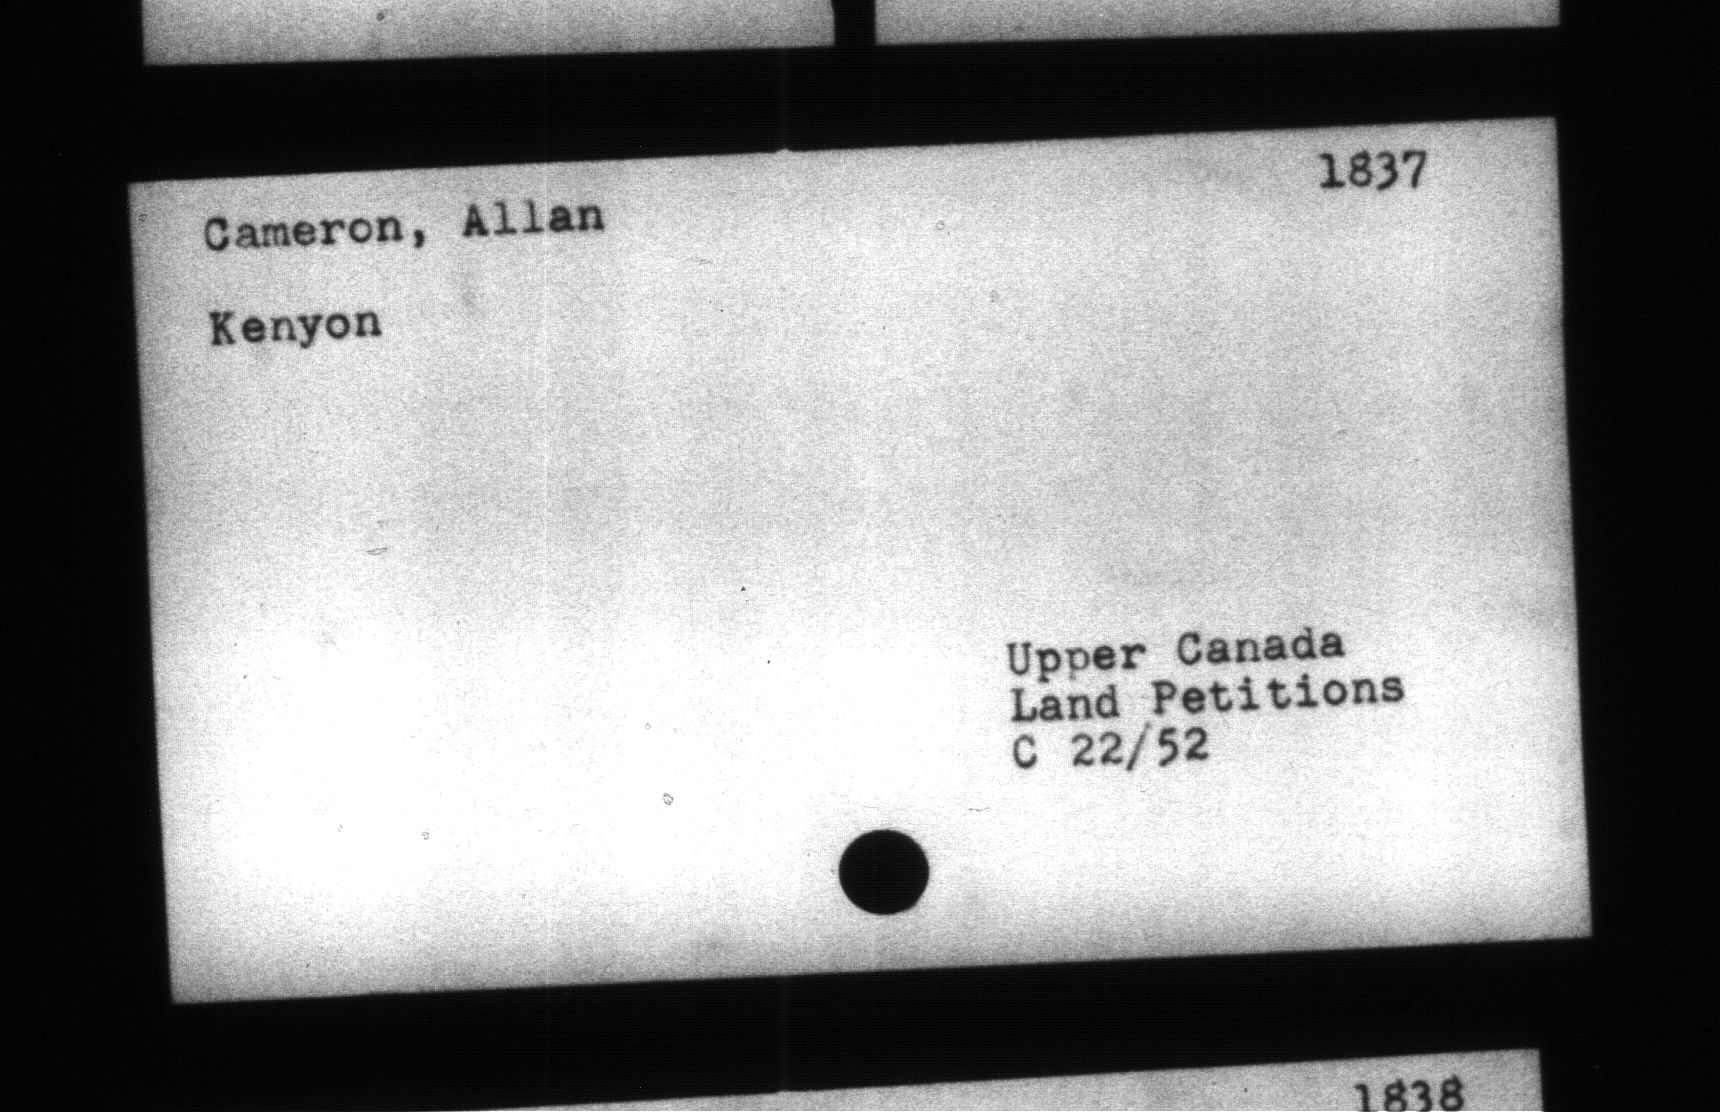 1837
Cameron, Allan
Kenyon
Upper Canada
Land Petitions
C 22/52
1838